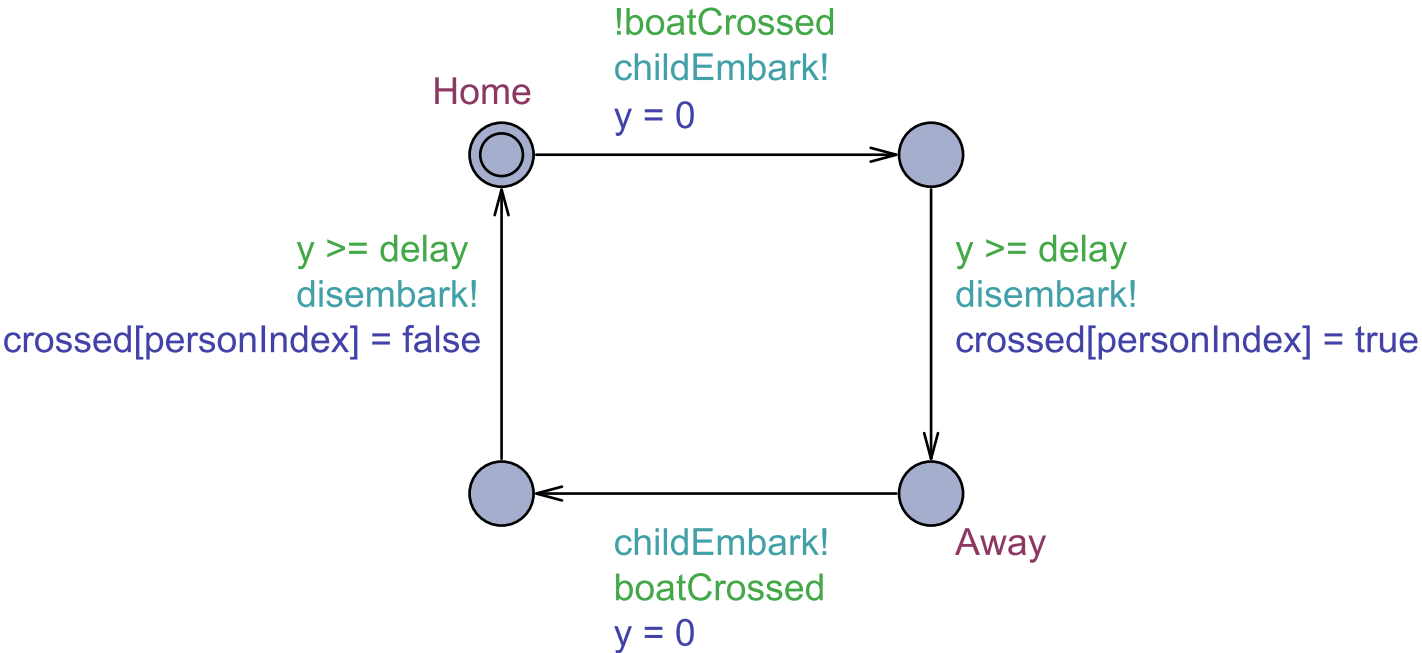 !boatCrossed
childEmbark!
y = 0
Home
y >= delay
disembark!
crossed[personIndex] = false
y >= delay
disembark!
crossed[personIndex] = true
childEmbark!
boatCrossed
y = 0
Away